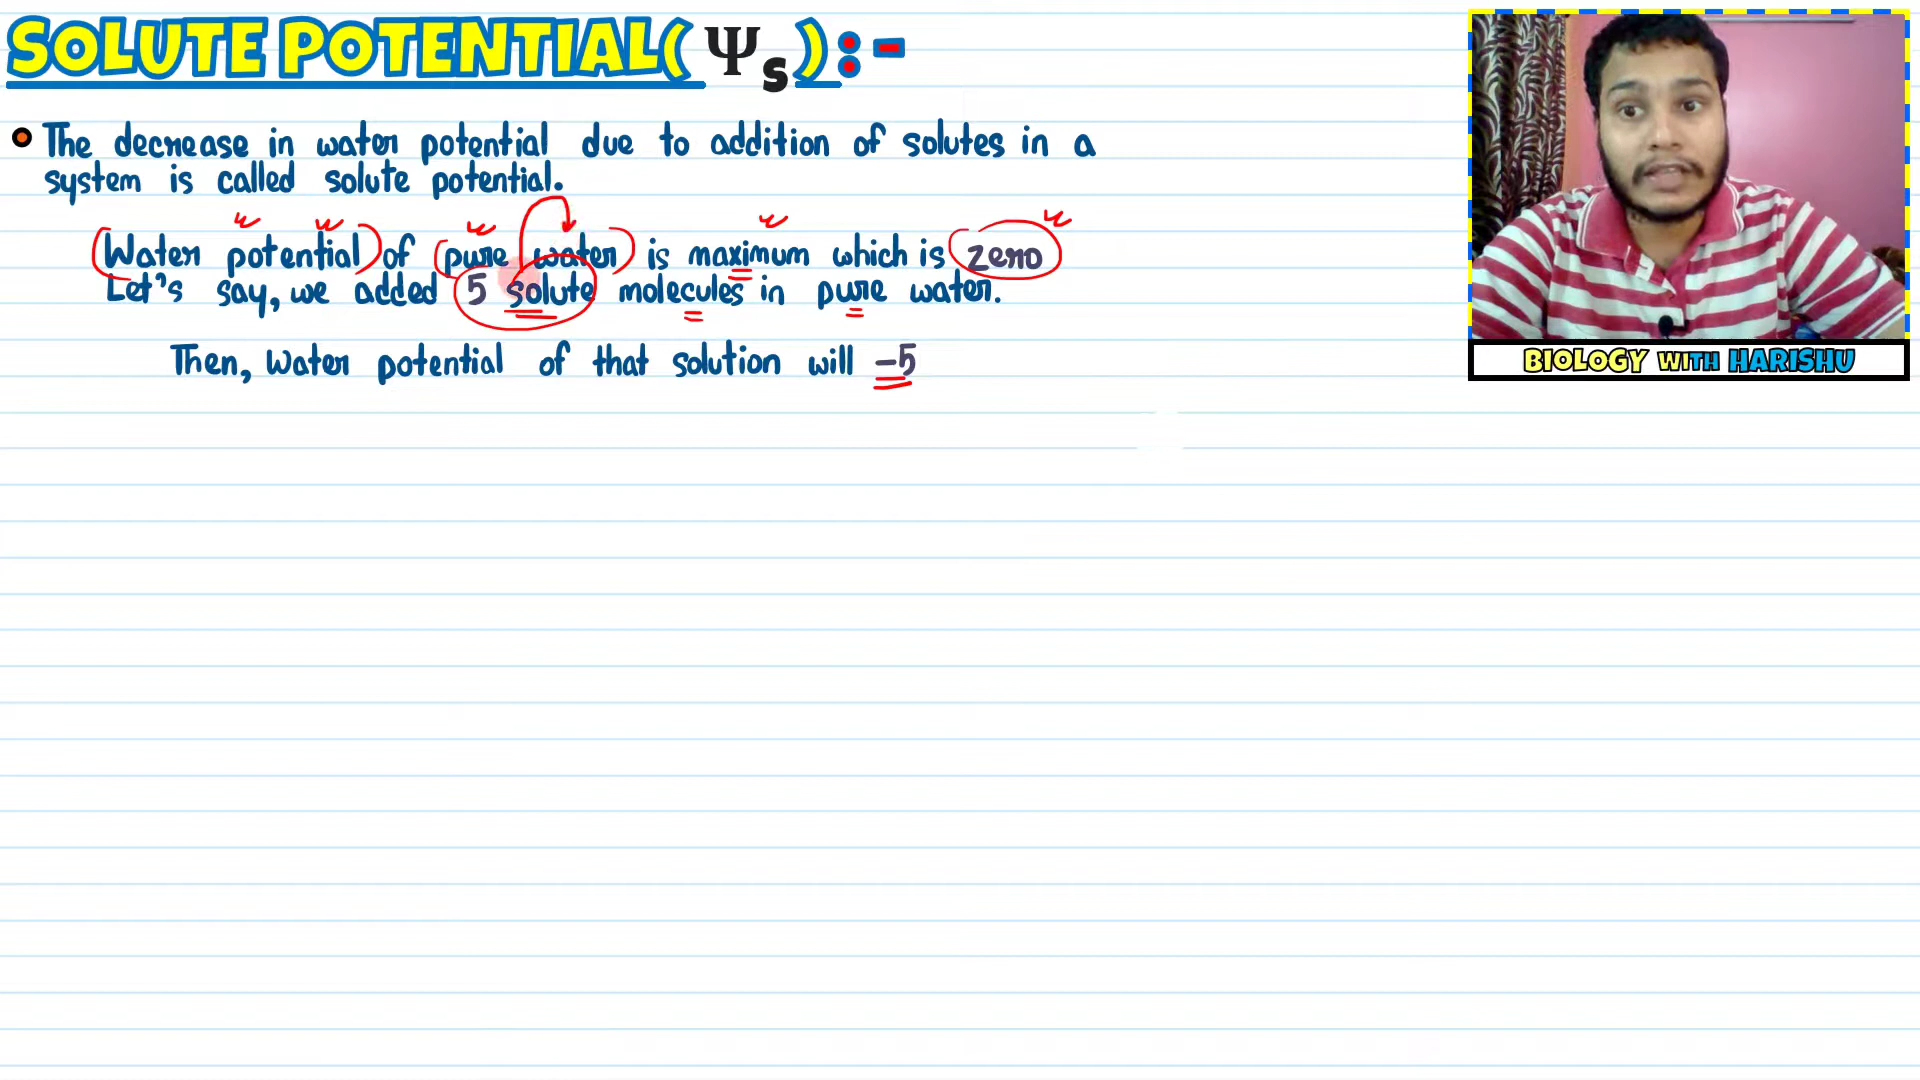 SOLUTE POTENTIAL( Ψs ):-
The decrease in water potential due to addition of solutes in a
system is called solute potential.
Water potential of pure water is maximum which is zero
Let's say, we added 5 solute molecules in pure water.
Then, Water potential of that solution will -5
BIOLOGY WITH HARISHU